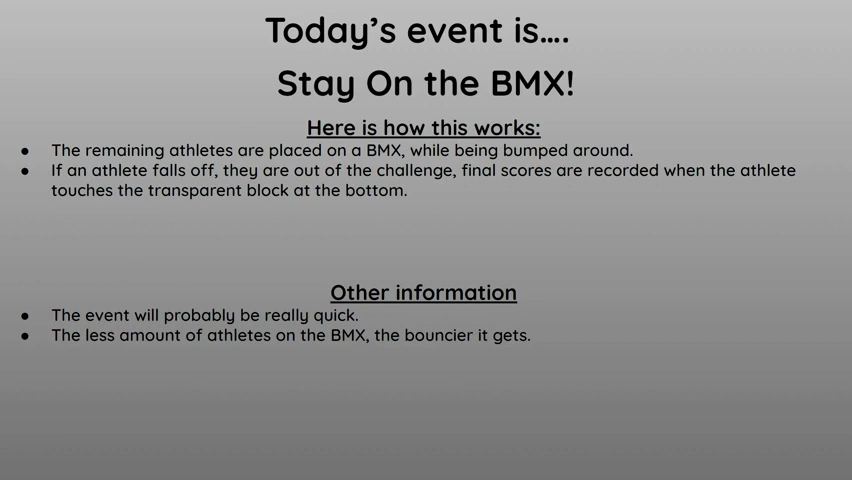 Today's event is....
Stay On the BMX!
Here is how this works:
● The remaining athletes are placed on a BMX, while being bumped around.
● If an athlete falls off, they are out of the challenge, final scores are recorded when the athlete
touches the transparent block at the bottom.
Other information
● The event will probably be really quick.
● The less amount of athletes on the BMX, the bouncier it gets.